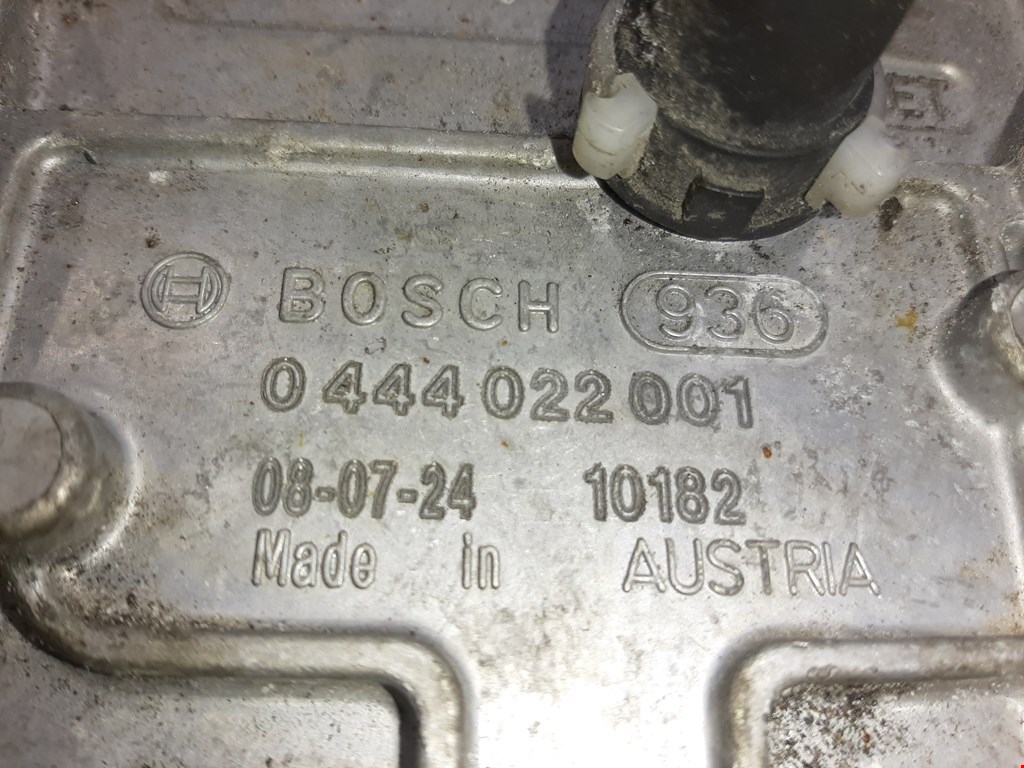 BOSCH 936
0 444 022 001
08-07-24 10182
Made in AUSTRIA